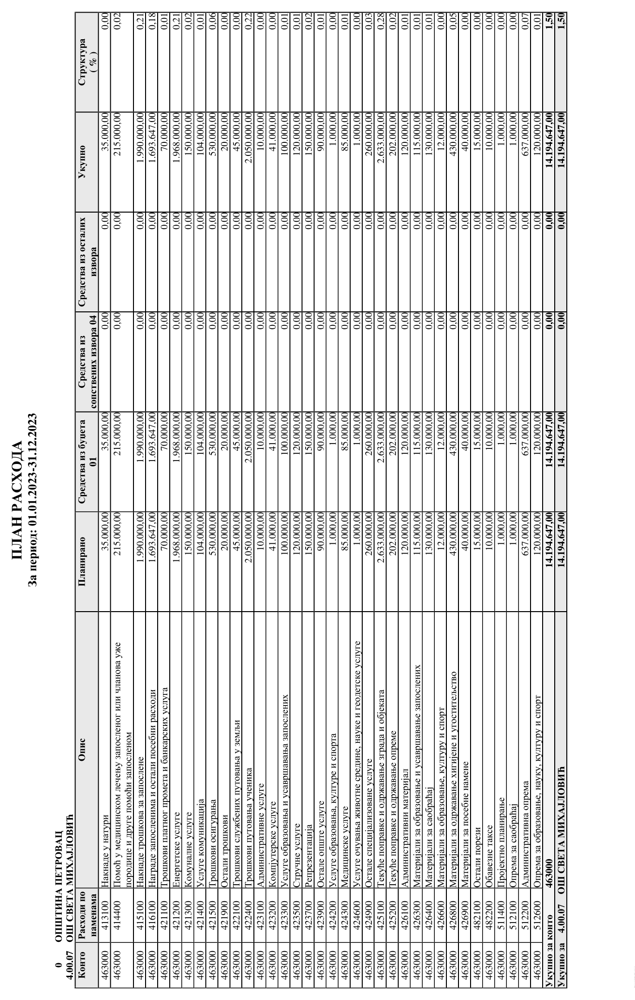 ПЛАН РАСХОДА
За период: 01.01.2023-31.12.2023
0 ОПШТИНА ПЕТРОВАЦ
4.00.07 ОШ СВЕТА МИХАЈЛОВИЋ
Конто Расходи по наменама Опис Планирано Средства из буџета 01 Средства из сопствених извора 04 Средства из осталих извора Укупно Структура ( % )
463000 413100 Накнаде у натури 35.000,00 35.000,00 0,00 0,00 35.000,00 0,00
463000 414400 Помоћ у медицинском лечењу запосленог или чланова уже 215.000,00 215.000,00 0,00 0,00 215.000,00 0,02
породице и друге помоћи запосленом
463000 415100 Накнаде трошкова за запослене 1.990.000,00 1.990.000,00 0,00 0,00 1.990.000,00 0,21
463000 416100 Награде запосленима и остали посебни расходи 1.693.647,00 1.693.647,00 0,00 0,00 1.693.647,00 0,18
463000 421100 Трошкови платног промета и банкарских услуга 70.000,00 70.000,00 0,00 0,00 70.000,00 0,01
463000 421200 Енергетске услуге 1.968.000,00 1.968.000,00 0,00 0,00 1.968.000,00 0,21
463000 421300 Комуналне услуге 150.000,00 150.000,00 0,00 0,00 150.000,00 0,02
463000 421400 Услуге комуникација 104.000,00 104.000,00 0,00 0,00 104.000,00 0,01
463000 421500 Трошкови осигурања 530.000,00 530.000,00 0,00 0,00 530.000,00 0,06
463000 421900 Остали трошкови 20.000,00 20.000,00 0,00 0,00 20.000,00 0,00
463000 422100 Трошкови службених путовања у земљи 45.000,00 45.000,00 0,00 0,00 45.000,00 0,00
463000 422400 Трошкови путовања ученика 2.050.000,00 2.050.000,00 0,00 0,00 2.050.000,00 0,22
463000 423100 Административне услуге 10.000,00 10.000,00 0,00 0,00 10.000,00 0,00
463000 423200 Компјутерске услуге 41.000,00 41.000,00 0,00 0,00 41.000,00 0,00
463000 423300 Услуге образовања и усавршавања запослених 100.000,00 100.000,00 0,00 0,00 100.000,00 0,01
463000 423500 Стручне услуге 120.000,00 120.000,00 0,00 0,00 120.000,00 0,01
463000 423700 Репрезентација 150.000,00 150.000,00 0,00 0,00 150.000,00 0,02
463000 423900 Остале опште услуге 90.000,00 90.000,00 0,00 0,00 90.000,00 0,01
463000 424200 Услуге образовања, културе и спорта 1.000,00 1.000,00 0,00 0,00 1.000,00 0,00
463000 424300 Медицинске услуге 85.000,00 85.000,00 0,00 0,00 85.000,00 0,01
463000 424600 Услуге очувања животне средине, науке и геодетске услуге 1.000,00 1.000,00 0,00 0,00 1.000,00 0,00
463000 424900 Остале специјализоване услуге 260.000,00 260.000,00 0,00 0,00 260.000,00 0,03
463000 425100 Текуће поправке и одржавање зграда и објеката 2.633.000,00 2.633.000,00 0,00 0,00 2.633.000,00 0,28
463000 425200 Текуће поправке и одржавање опреме 202.000,00 202.000,00 0,00 0,00 202.000,00 0,02
463000 426100 Административни материјал 120.000,00 120.000,00 0,00 0,00 120.000,00 0,01
463000 426300 Материјали за образовање и усавршавање запослених 115.000,00 115.000,00 0,00 0,00 115.000,00 0,01
463000 426400 Материјали за саобраћај 130.000,00 130.000,00 0,00 0,00 130.000,00 0,01
463000 426600 Материјали за образовање, културу и спорт 12.000,00 12.000,00 0,00 0,00 12.000,00 0,00
463000 426800 Материјали за одржавање хигијене и угоститељство 430.000,00 430.000,00 0,00 0,00 430.000,00 0,05
463000 426900 Материјали за посебне намене 40.000,00 40.000,00 0,00 0,00 40.000,00 0,00
463000 482100 Остали порези 15.000,00 15.000,00 0,00 0,00 15.000,00 0,00
463000 482200 Обавезне таксе 10.000,00 10.000,00 0,00 0,00 10.000,00 0,00
463000 511400 Пројектно планирање 1.000,00 1.000,00 0,00 0,00 1.000,00 0,00
463000 512100 Опрема за саобраћај 1.000,00 1.000,00 0,00 0,00 1.000,00 0,00
463000 512200 Административна опрема 637.000,00 637.000,00 0,00 0,00 637.000,00 0,07
463000 512600 Опрема за образовање, науку, културу и спорт 120.000,00 120.000,00 0,00 0,00 120.000,00 0,01
Укупно за конто 463000 14.194.647,00 14.194.647,00 0,00 0,00 14.194.647,00 1,50
Укупно за 4.00.07 ОШ СВЕТА МИХАЈЛОВИЋ 14.194.647,00 14.194.647,00 0,00 0,00 14.194.647,00 1,50